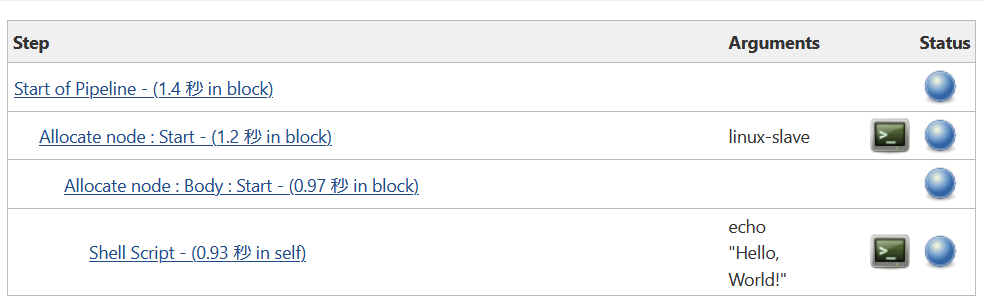 Step Arguments Status
Start of Pipeline - (1.4 秒 in block)
Allocate node : Start - (1.2 秒 in block) linux-slave
Allocate node : Body : Start - (0.97 秒 in block)
Shell Script - (0.93 秒 in self) echo
"Hello,
World!"